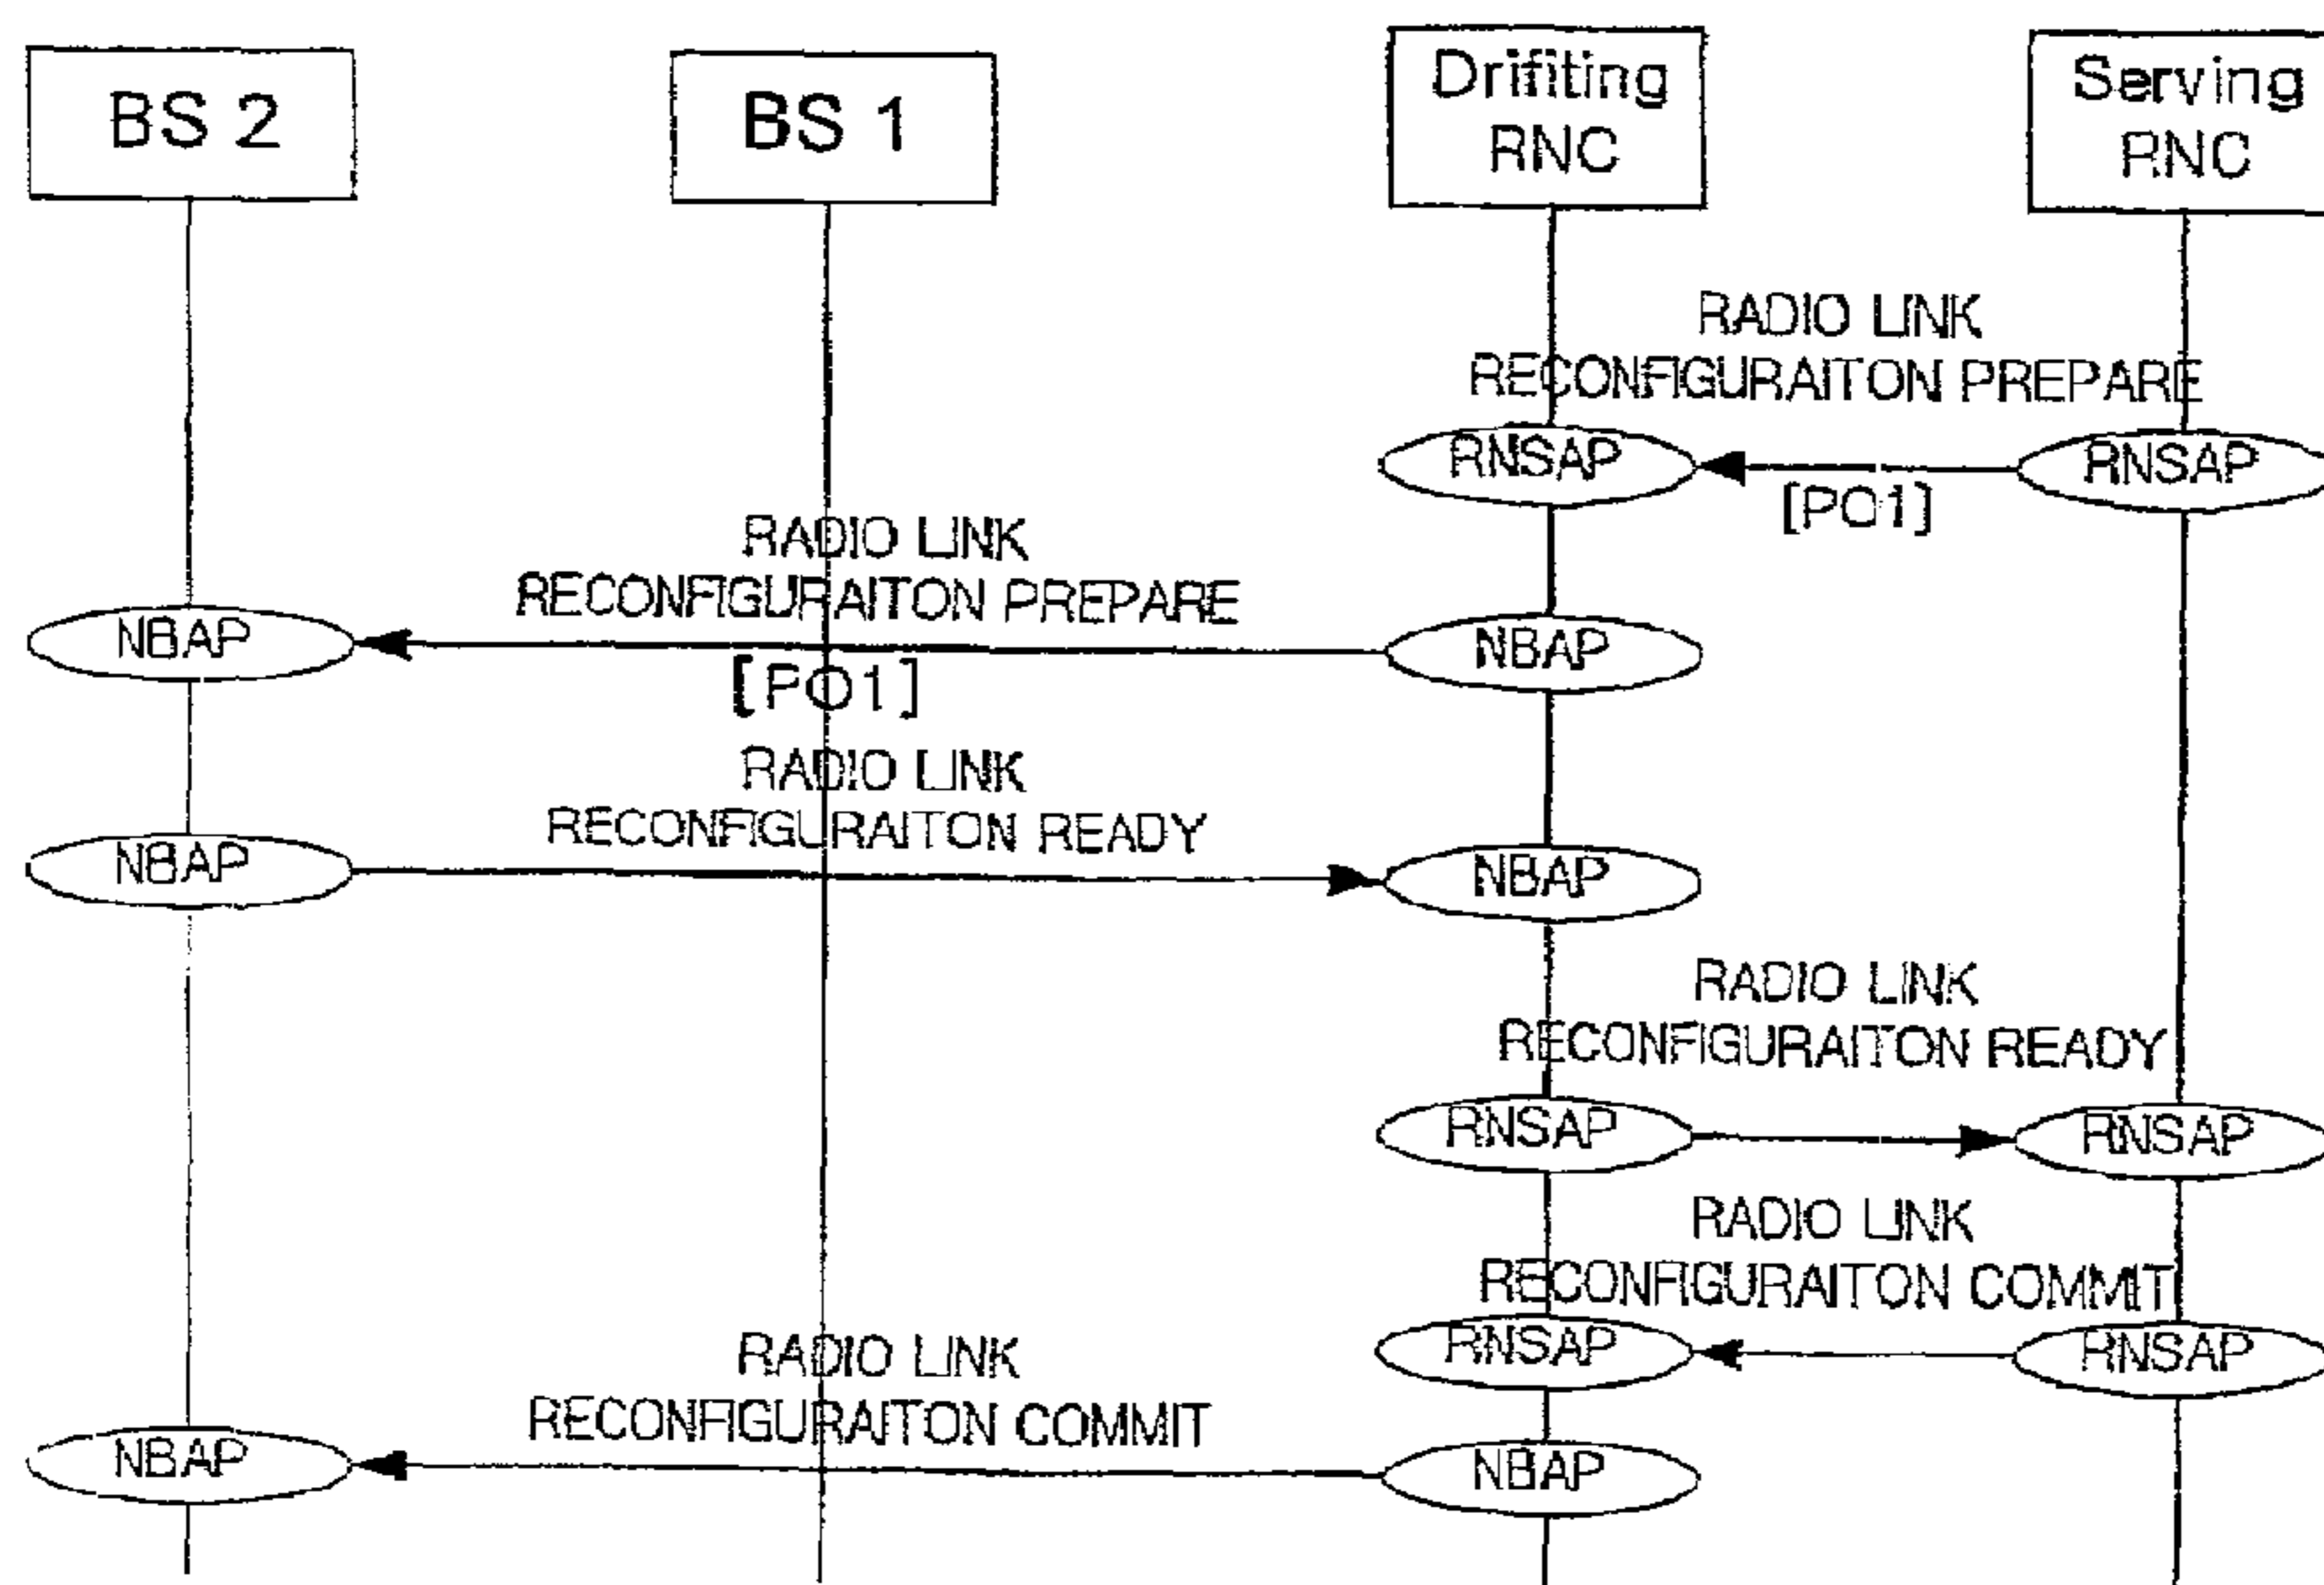 BS 2
BS 1
Drifiting
RNC
Serving
RNC
RADIO LINK
RECONFIGURAITON PREPARE
RNSAP
RNSAP
[PO1]
RADIO LINK
RECONFIGURAITON PREPARE
NBAP
NBAP
[PO1]
RADIO LINK
RECONFIGURAITON READY
NBAP
NBAP
RADIO LINK
RECONFIGURAITON READY
RNSAP
RNSAP
RADIO LINK
RECONFIGURAITON COMMIT
RNSAP
RNSAP
RADIO LINK
RECONFIGURAITON COMMIT
NBAP
NBAP